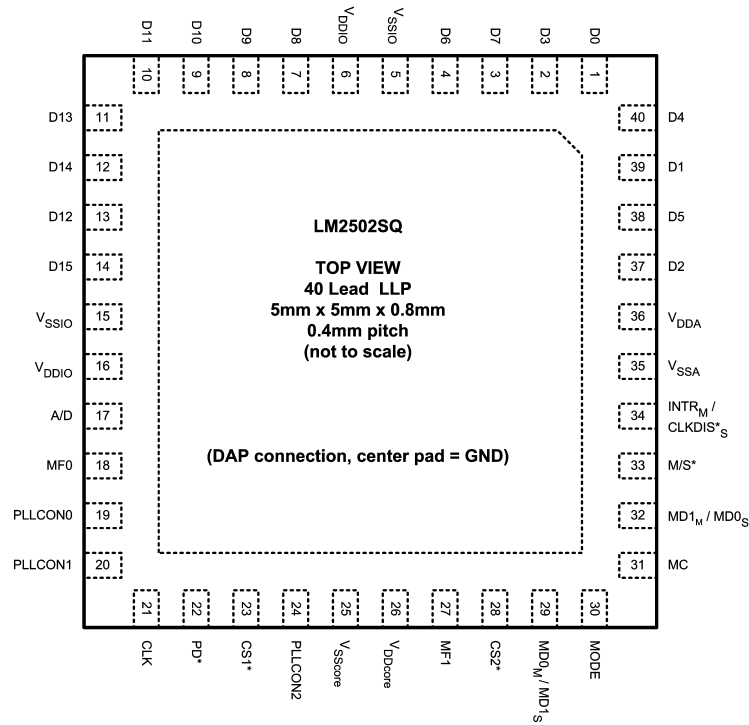 D11 D10 D9 D8 VDDIO VSSIO D6 D7 D3 D0
10 9 8 7 6 5 4 3 2 1
D13 11 40 D4
D14 12 39 D1
D12 13 38 D5
D15 14 37 D2
VSSIO 15 36 VDDA
VDDIO 16 35 VSSA
A/D 17 34 INTRM /
CLKDIS*S
MF0 18 33 M/S*
PLLCON0 19 32 MD1M / MD0S
PLLCON1 20 31 MC
LM2502SQ
TOP VIEW
40 Lead LLP
5mm x 5mm x 0.8mm
0.4mm pitch
(not to scale)
(DAP connection, center pad = GND)
21 22 23 24 25 26 27 28 29 30
CLK PD* CS1* PLLCON2 VSScore VDDcore MF1 CS2* MD0M / MD1S MODE